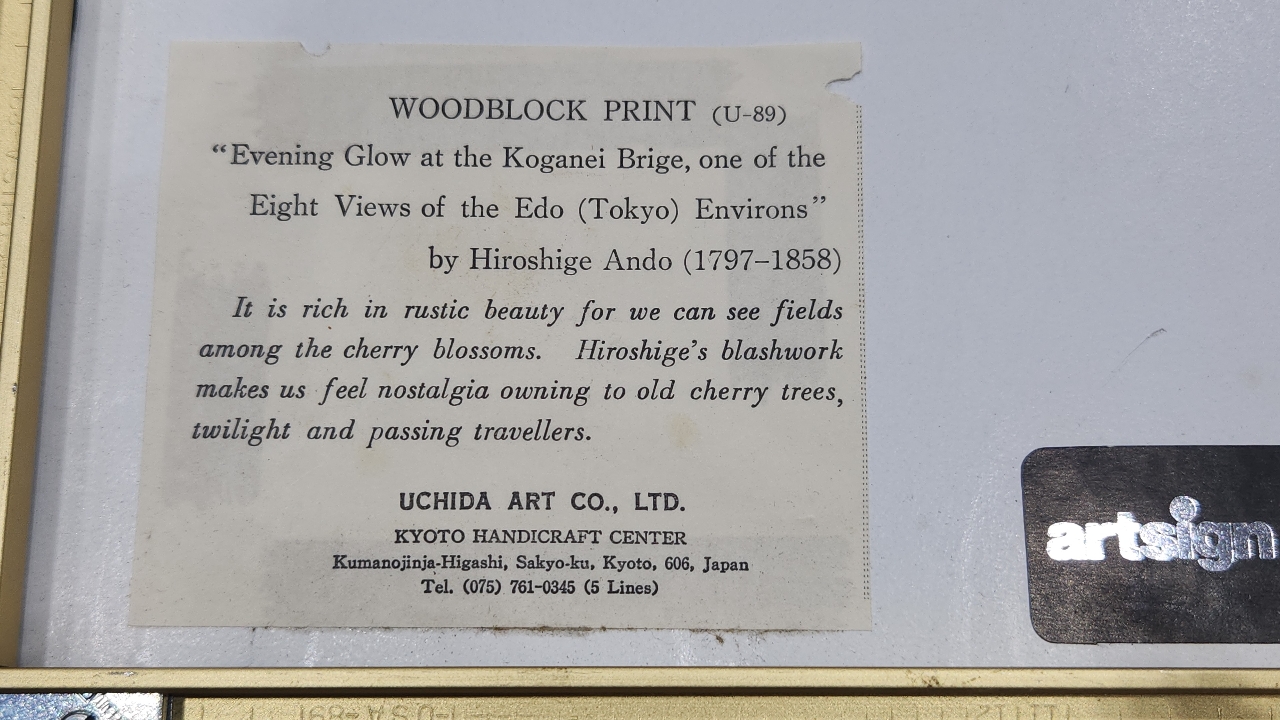 WOODBLOCK PRINT (U-89)
“Evening Glow at the Koganei Brige, one of the
Eight Views of the Edo (Tokyo) Environs”
by Hiroshige Ando (1797-1858)
It is rich in rustic beauty for we can see fields
among the cherry blossoms. Hiroshige's blashwork
makes us feel nostalgia owning to old cherry trees,
twilight and passing travellers.
UCHIDA ART CO., LTD.
KYOTO HANDICRAFT CENTER
Kumanojinja-Higashi, Sakyo-ku, Kyoto, 606, Japan
Tel. (075) 761-0345 (5 Lines)
artsign